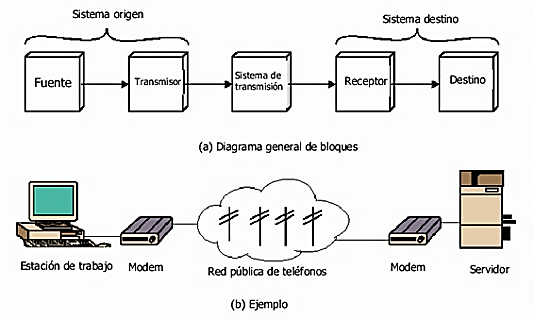 Sistema origen
Sistema destino
Fuente
Transmisor
Sistema de
transmisión
Receptor
Destino
(a) Diagrama general de bloques
Estación de trabajo
Modem
Red pública de teléfonos
Modem
Servidor
(b) Ejemplo